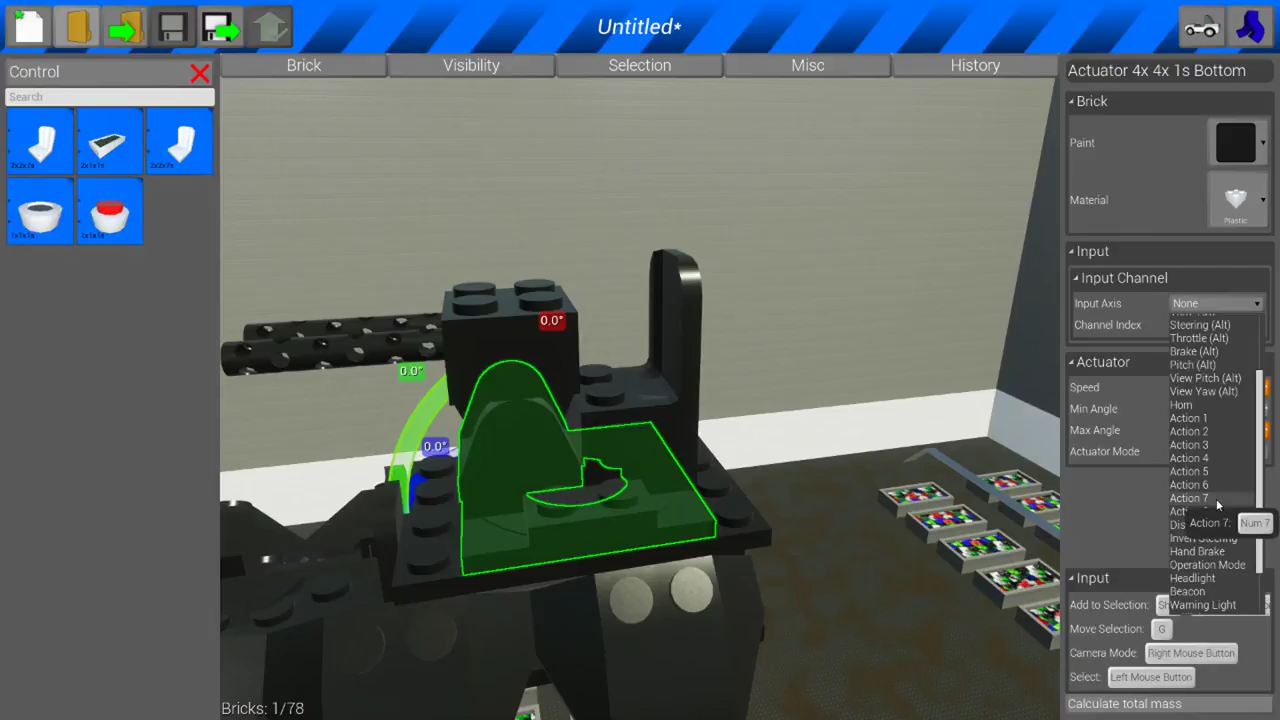 Untitled*
Control
Search
2x2x7s
2x1x1s
2x2x7s
1x1x1s
1x1x1s
Brick
Visibility
Selection
Misc
History
0.0°
0.0°
0.0°
Bricks: 1/78
Actuator 4x 4x 1s Bottom
Brick
Paint
Material
Plastic
Input
Input Channel
Input Axis None
Channel Index
Steering (Alt)
Throttle (Alt)
Brake (Alt)
Pitch (Alt)
View Pitch (Alt)
View Yaw (Alt)
Horn
Action 1
Action 2
Action 3
Action 4
Action 5
Action 6
Action 7
Action 7: Num 7
Invert Steering
Hand Brake
Operation Mode
Headlight
Beacon
Warning Light
Actuator
Speed
Min Angle
Max Angle
Actuator Mode
Input
Add to Selection:
Move Selection: G
Camera Mode: Right Mouse Button
Select: Left Mouse Button
Calculate total mass